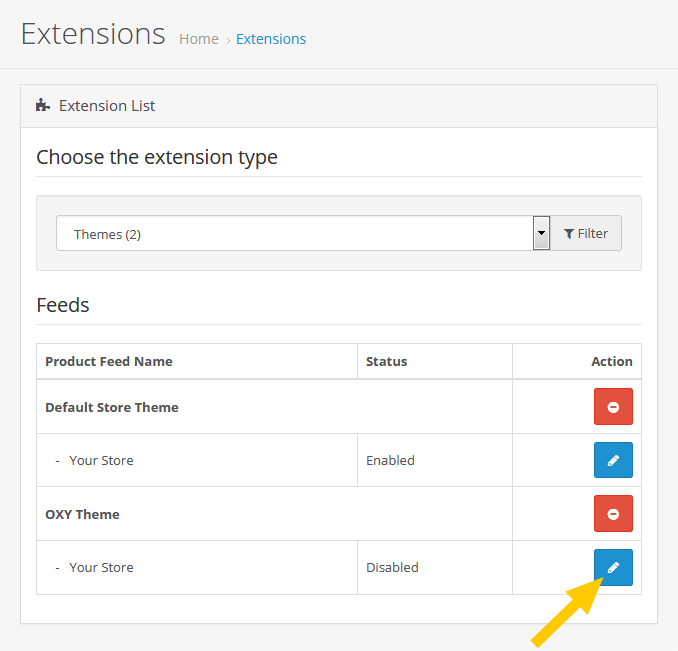 Extensions Home › Extensions
Extension List
Choose the extension type
Themes (2) Filter
Feeds
Product Feed Name Status Action
Default Store Theme
- Your Store Enabled
OXY Theme
- Your Store Disabled